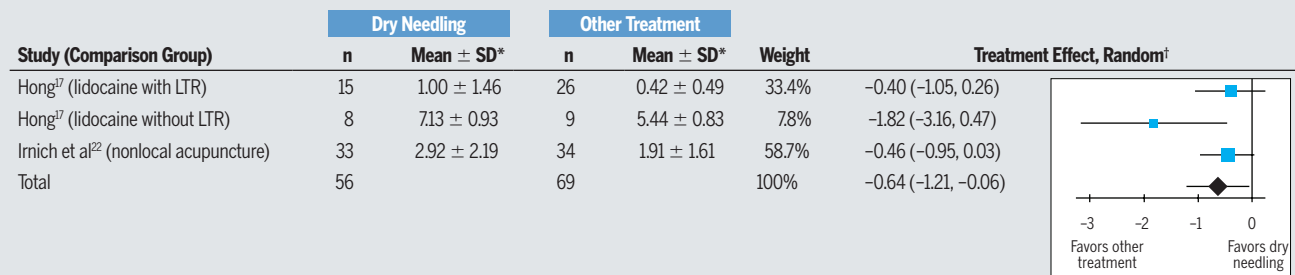 Dry Needling Other Treatment
Study (Comparison Group) n Mean ± SD* n Mean ± SD* Weight Treatment Effect, Random†
Hong17 (lidocaine with LTR) 15 1.00 ± 1.46 26 0.42 ± 0.49 33.4% –0.40 (–1.05, 0.26)
Hong17 (lidocaine without LTR) 8 7.13 ± 0.93 9 5.44 ± 0.83 7.8% –1.82 (–3.16, 0.47)
Irnich et al22 (nonlocal acupuncture) 33 2.92 ± 2.19 34 1.91 ± 1.61 58.7% –0.46 (–0.95, 0.03)
Total 56 69 100% –0.64 (–1.21, –0.06)
–3 –2 –1 0
Favors other Favors dry
treatment needling